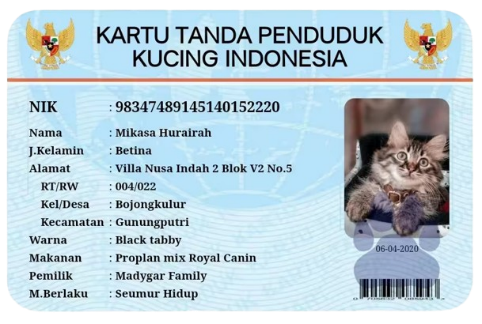 KARTU TANDA PENDUDUK
KUCING INDONESIA
NIK : 98347489145140152220
Nama : Mikasa Hurairah
J.Kelamin : Betina
Alamat : Villa Nusa Indah 2 Blok V2 No.5
RT/RW : 004/022
Kel/Desa : Bojongkulur
Kecamatan : Gunungputri
Warna : Black tabby
Makanan : Proplan mix Royal Canin
Pemilik : Madygar Family
M.Berlaku : Seumur Hidup
06-04-2020